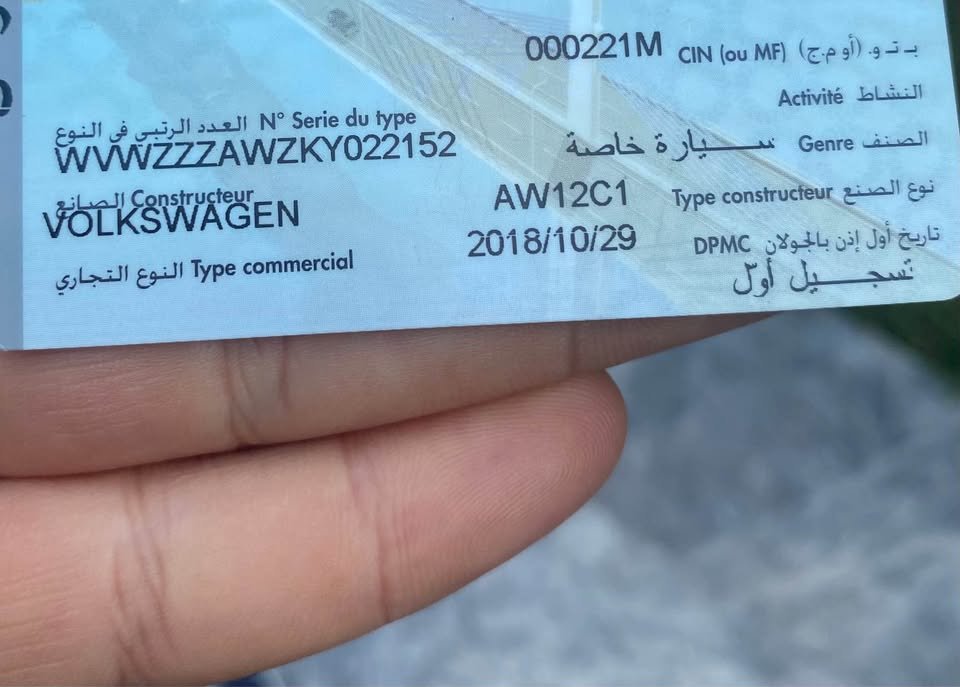 000221M CIN (ou MF) ب.ت.و. (أو م.ج)
Activité النشاط
العدد الرتبي في النوع N° Serie du type
WVWZZZAWZKY022152
سيارة خاصة Genre الصنف
الصانع Constructeur
VOLKSWAGEN
AW12C1 Type constructeur نوع الصنع
2018/10/29 DPMC تاريخ أول إذن بالجولان
النوع التجاري Type commercial
تسجيل أوّل